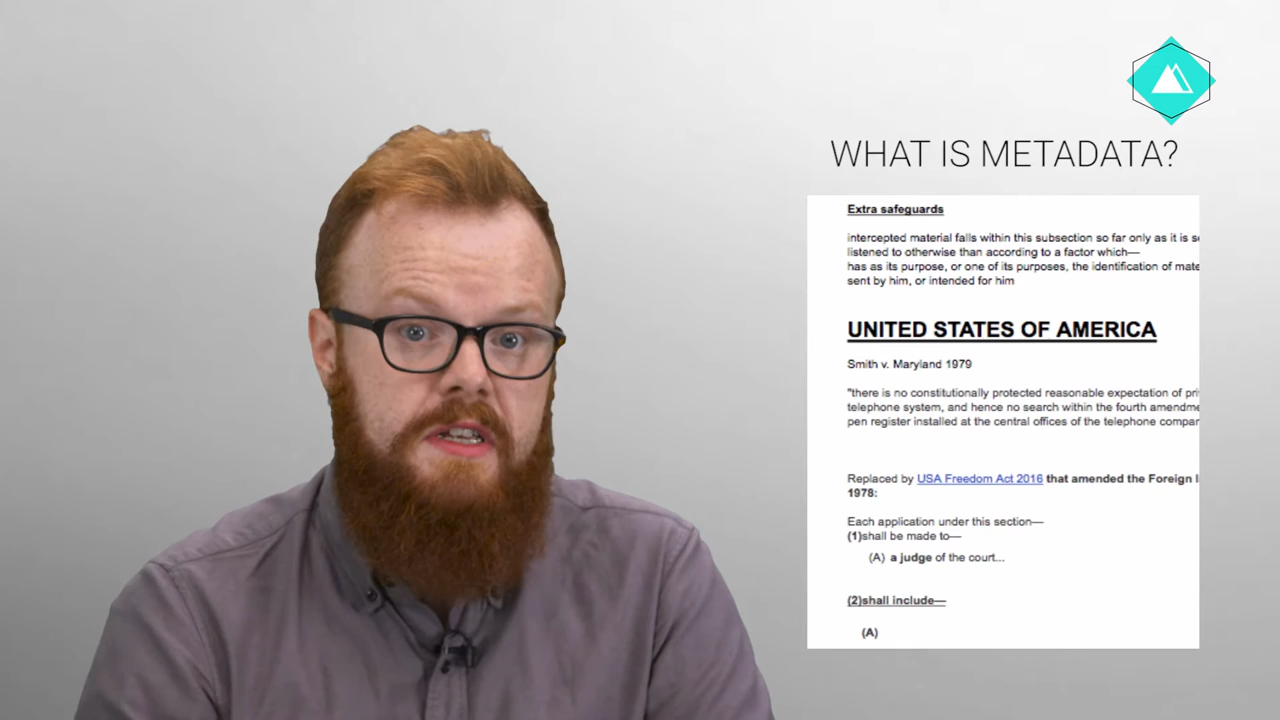 WHAT IS METADATA?
Extra safeguards
intercepted material falls within this subsection so far only as it is
listened to otherwise than according to a factor which—
has as its purpose, or one of its purposes, the identification of
sent by him, or intended for him
UNITED STATES OF AMERICA
Smith v. Maryland 1979
"there is no constitutionally protected reasonable expectation of
telephone system, and hence no search within the fourth
pen register installed at the central offices of the telephone
Replaced by USA Freedom Act 2016 that amended the Foreign
1978:
Each application under this section—
(1)shall be made to—
(A) a judge of the court...
(2)shall include—
(A)